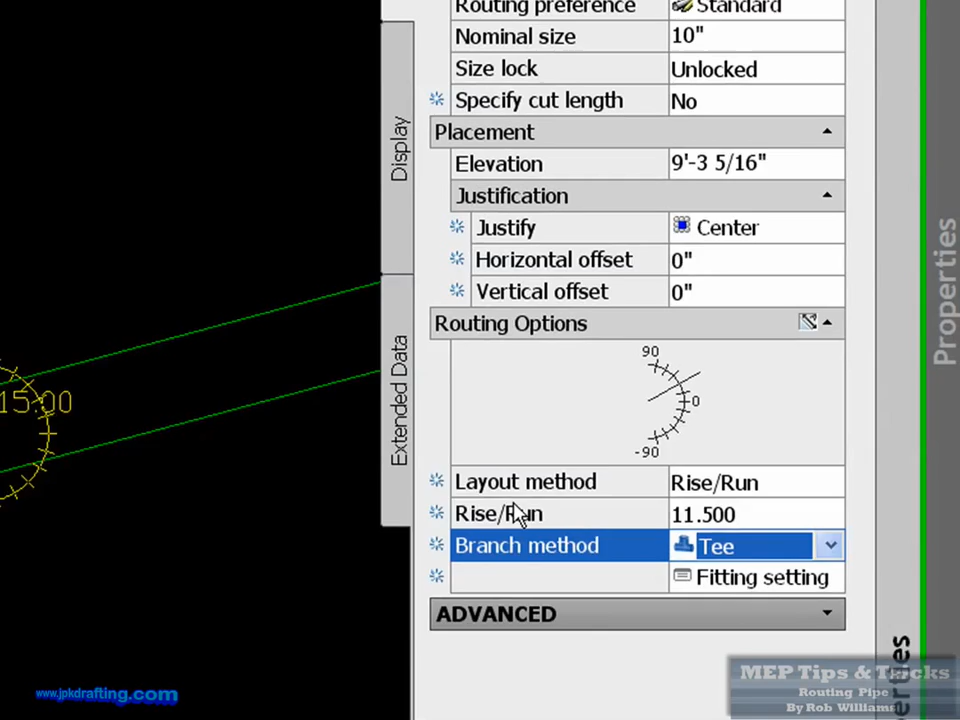 Routing preference Standard
Nominal size 10"
Size lock Unlocked
Specify cut length No
Placement
Elevation 9'-3 5/16"
Justification
Justify Center
Horizontal offset 0"
Vertical offset 0"
Routing Options
90
0
-90
Layout method Rise/Run
Rise/Run 11.500
Branch method Tee
Fitting setting
ADVANCED
Display
Extended Data
15.00
Properties
www.jpkdrafting.com
MEP Tips & Tricks
Routing Pipe
By Rob Williams